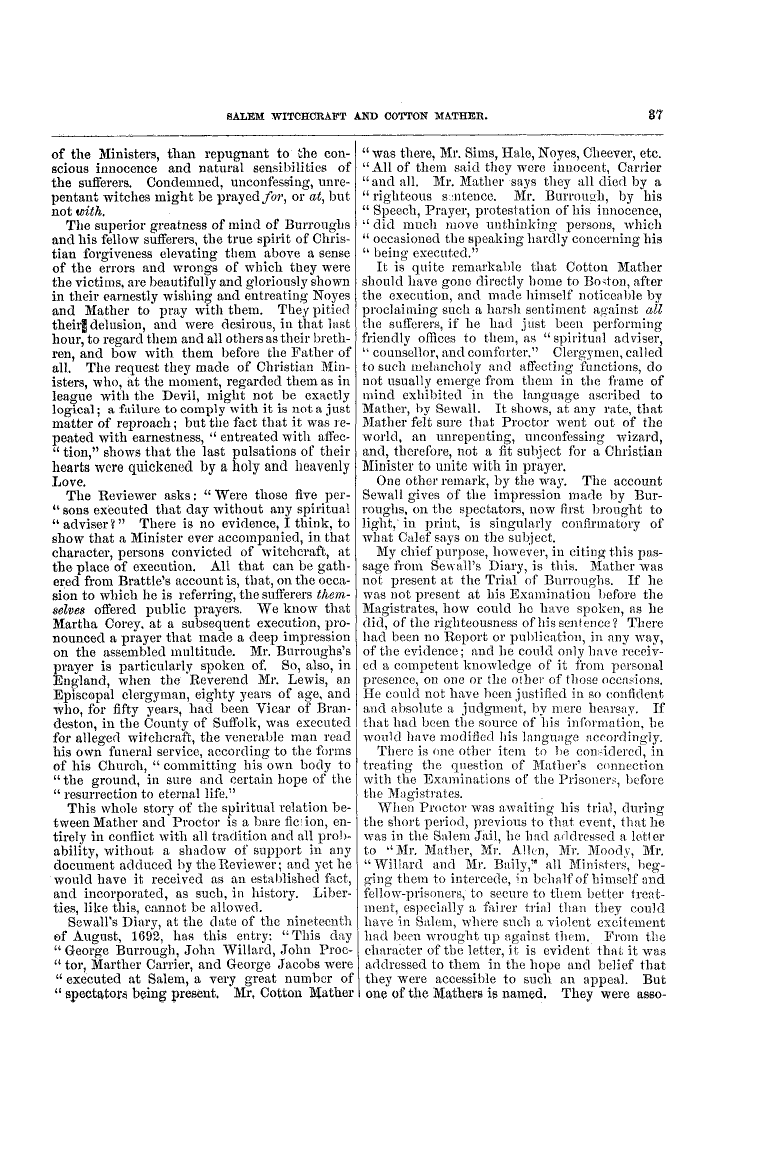 SALEM WITCHCRAFT AND COTTON MATHER. 37
of the Ministers, than repugnant to the con-
scious innocence and natural sensibilities of
the sufferers. Condemned, unconfessing, unre-
pentant witches might be prayed for, or at, but
not with.
The superior greatness of mind of Burroughs
and his fellow sufferers, the true spirit of Chris-
tian forgiveness elevating them above a sense
of the errors and wrongs of which they were
the victims, are beautifully and gloriously shown
in their earnestly wishing and entreating Noyes
and Mather to pray with them. They pitied
their delusion, and were desirous, in that last
hour, to regard them and all others as their breth-
ren, and bow with them before the Father of
all. The request they made of Christian Min-
isters, who, at the moment, regarded them as in
league with the Devil, might not be exactly
logical; a failure to comply with it is not a just
matter of reproach; but the fact that it was re-
peated with earnestness, "entreated with affec-
"tion," shows that the last pulsations of their
hearts were quickened by a holy and heavenly
Love.
The Reviewer asks: "Were those five per-
"sons executed that day without any spiritual
"adviser?" There is no evidence, I think, to
show that a Minister ever accompanied, in that
character, persons convicted of witchcraft, at
the place of execution. All that can be gath-
ered from Brattle's account is, that, on the occa-
sion to which he is referring, the sufferers them-
selves offered public prayers. We know that
Martha Corey, at a subsequent execution, pro-
nounced a prayer that made a deep impression
on the assembled multitude. Mr. Burroughs's
prayer is particularly spoken of. So, also, in
England, when the Reverend Mr. Lewis, an
Episcopal clergyman, eighty years of age, and
who, for fifty years, had been Vicar of Bran-
deston, in the County of Suffolk, was executed
for alleged witchcraft, the venerable man read
his own funeral service, according to the forms
of his Church, "committing his own body to
"the ground, in sure and certain hope of the
"resurrection to eternal life."
This whole story of the spiritual relation be-
tween Mather and Proctor is a bare fiction, en-
tirely in conflict with all tradition and all prob-
ability, without a shadow of support in any
document adduced by the Reviewer; and yet he
would have it received as an established fact,
and incorporated, as such, in history. Liber-
ties, like this, cannot be allowed.
Sewall's Diary, at the date of the nineteenth
of August, 1692, has this entry: "This day
"George Burrough, John Willard, John Proc-
"tor, Marther Carrier, and George Jacobs were
"executed at Salem, a very great number of
"spectators being present. Mr. Cotton Mather
"was there, Mr. Sims, Hale, Noyes, Cheever, etc.
"All of them said they were innocent, Carrier
"and all. Mr. Mather says they all died by a
"righteous sentence. Mr. Burrough, by his
"Speech, Prayer, protestation of his innocence,
"did much move unthinking persons, which
"occasioned the speaking hardly concerning his
"being executed."
It is quite remarkable that Cotton Mather
should have gone directly home to Boston, after
the execution, and made himself noticeable by
proclaiming such a harsh sentiment against all
the sufferers, if he had just been performing
friendly offices to them, as "spiritual adviser,
"counsellor, and comforter." Clergymen, called
to such melancholy and affecting functions, do
not usually emerge from them in the frame of
mind exhibited in the language ascribed to
Mather, by Sewall. It shows, at any rate, that
Mather felt sure that Proctor went out of the
world, an unrepenting, unconfessing wizard,
and, therefore, not a fit subject for a Christian
Minister to unite with in prayer.
One other remark, by the way. The account
Sewall gives of the impression made by Bur-
roughs, on the spectators, now first brought to
light, in print, is singularly confirmatory of
what Calef says on the subject.
My chief purpose, however, in citing this pas-
sage from Sewall's Diary, is this. Mather was
not present at the Trial of Burroughs. If he
was not present at his Examination before the
Magistrates, how could he have spoken, as he
did, of the righteousness of his sentence? There
had been no Report or publication, in any way,
of the evidence; and he could only have receiv-
ed a competent knowledge of it from personal
presence, on one or the other of those occasions.
He could not have been justified in so confident
and absolute a judgment, by mere hearsay. If
that had been the source of his information, he
would have modified his language accordingly.
There is one other item to be considered, in
treating the question of Mather's connection
with the Examinations of the Prisoners, before
the Magistrates.
When Proctor was awaiting his trial, during
the short period, previous to that event, that he
was in the Salem Jail, he had addressed a letter
to "Mr. Mather, Mr. Allen, Mr. Moody, Mr.
"Willard and Mr. Baily," all Ministers, beg-
ging them to intercede, in behalf of himself and
fellow-prisoners, to secure to them better treat-
ment, especially a fairer trial than they could
have in Salem, where such a violent excitement
had been wrought up against them. From the
character of the letter, it is evident that it was
addressed to them in the hope and belief that
they were accessible to such an appeal. But
one of the Mathers is named. They were asso-